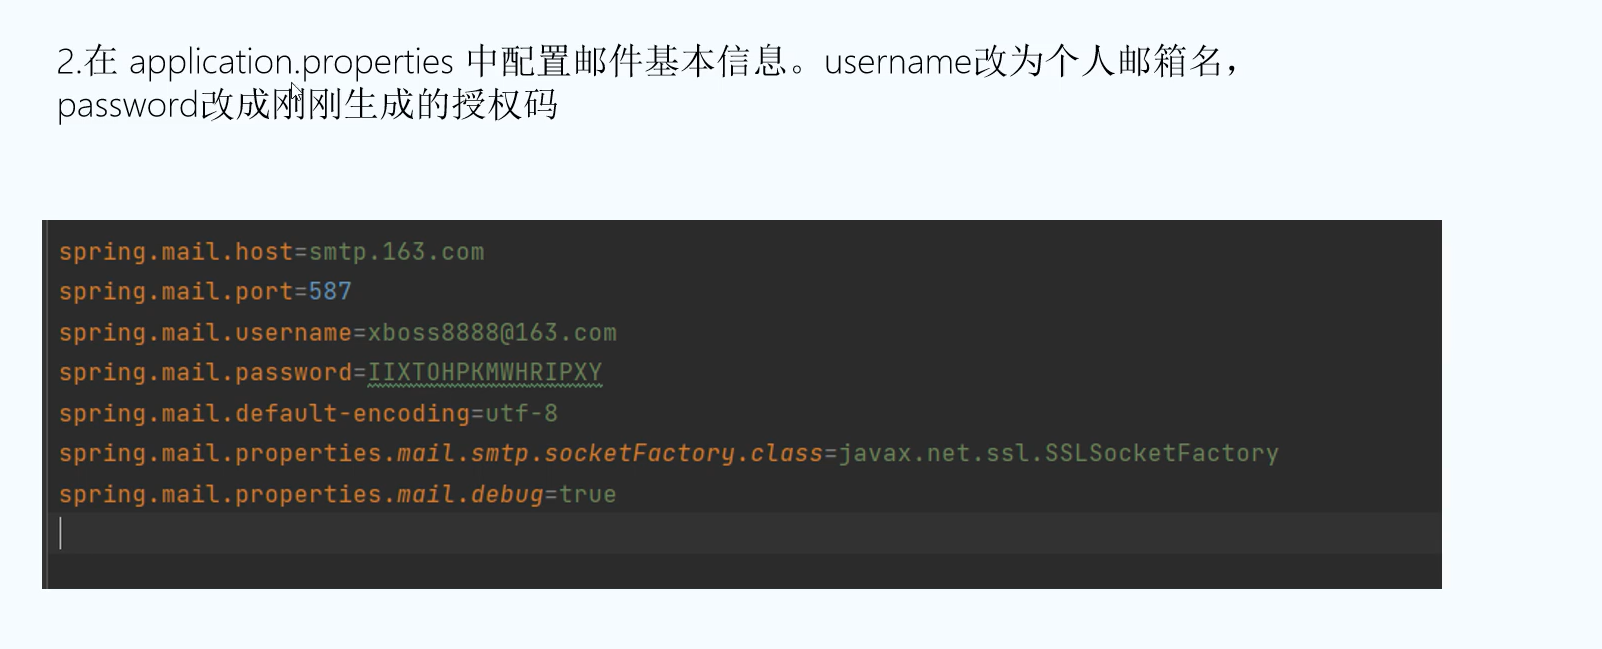 2.在 application.properties 中配置邮件基本信息。username改为个人邮箱名，
password改成刚刚生成的授权码
spring.mail.host=smtp.163.com
spring.mail.port=587
spring.mail.username=xboss8888@163.com
spring.mail.password=IIXTOHPKMWHRIPXY
spring.mail.default-encoding=utf-8
spring.mail.properties.mail.smtp.socketFactory.class=javax.net.ssl.SSLSocketFactory
spring.mail.properties.mail.debug=true